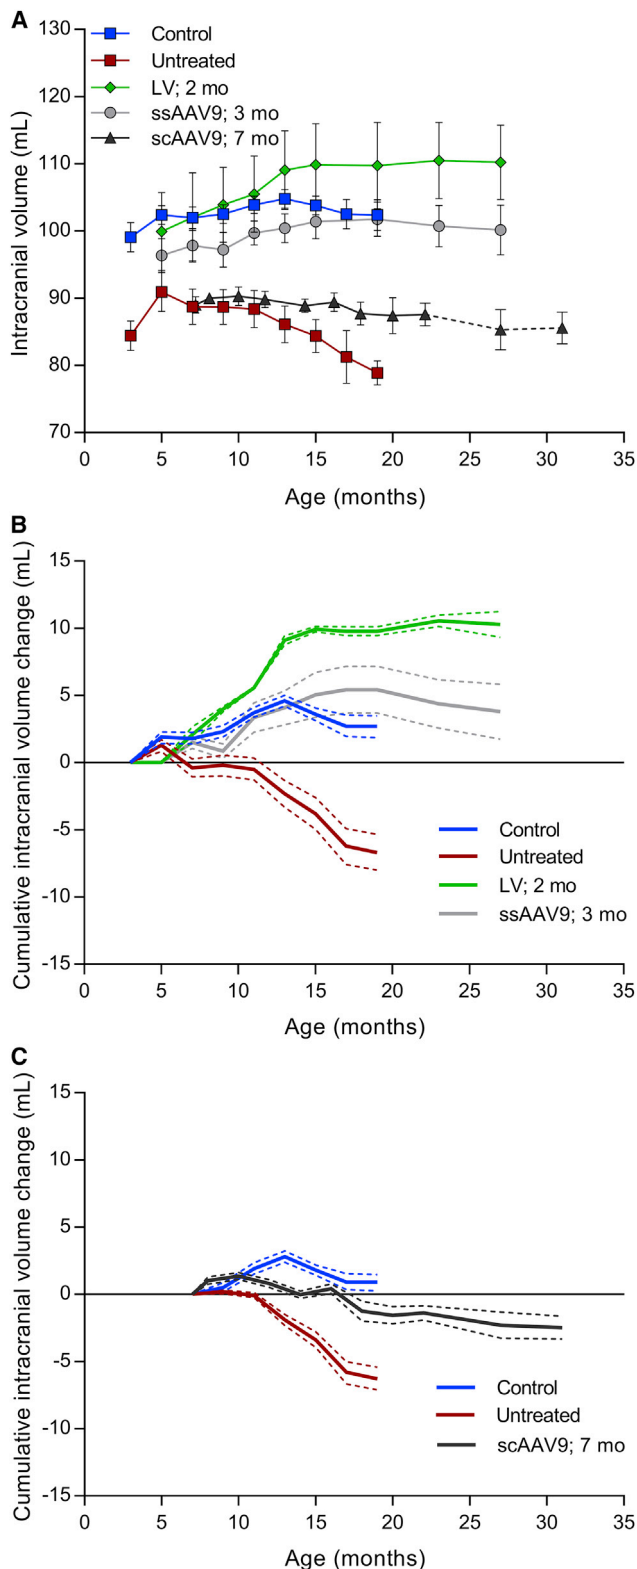 A
130
120
110
100
90
80
70
Intracranial volume (mL)
Control
Untreated
LV; 2 mo
ssAAV9; 3 mo
scAAV9; 7 mo
0 5 10 15 20 25 30 35
Age (months)
B
15
10
5
0
-5
-10
-15
Cumulative intracranial volume change (mL)
Control
Untreated
LV; 2 mo
ssAAV9; 3 mo
0 5 10 15 20 25 30 35
Age (months)
C
15
10
5
0
-5
-10
-15
Cumulative intracranial volume change (mL)
Control
Untreated
scAAV9; 7 mo
0 5 10 15 20 25 30 35
Age (months)